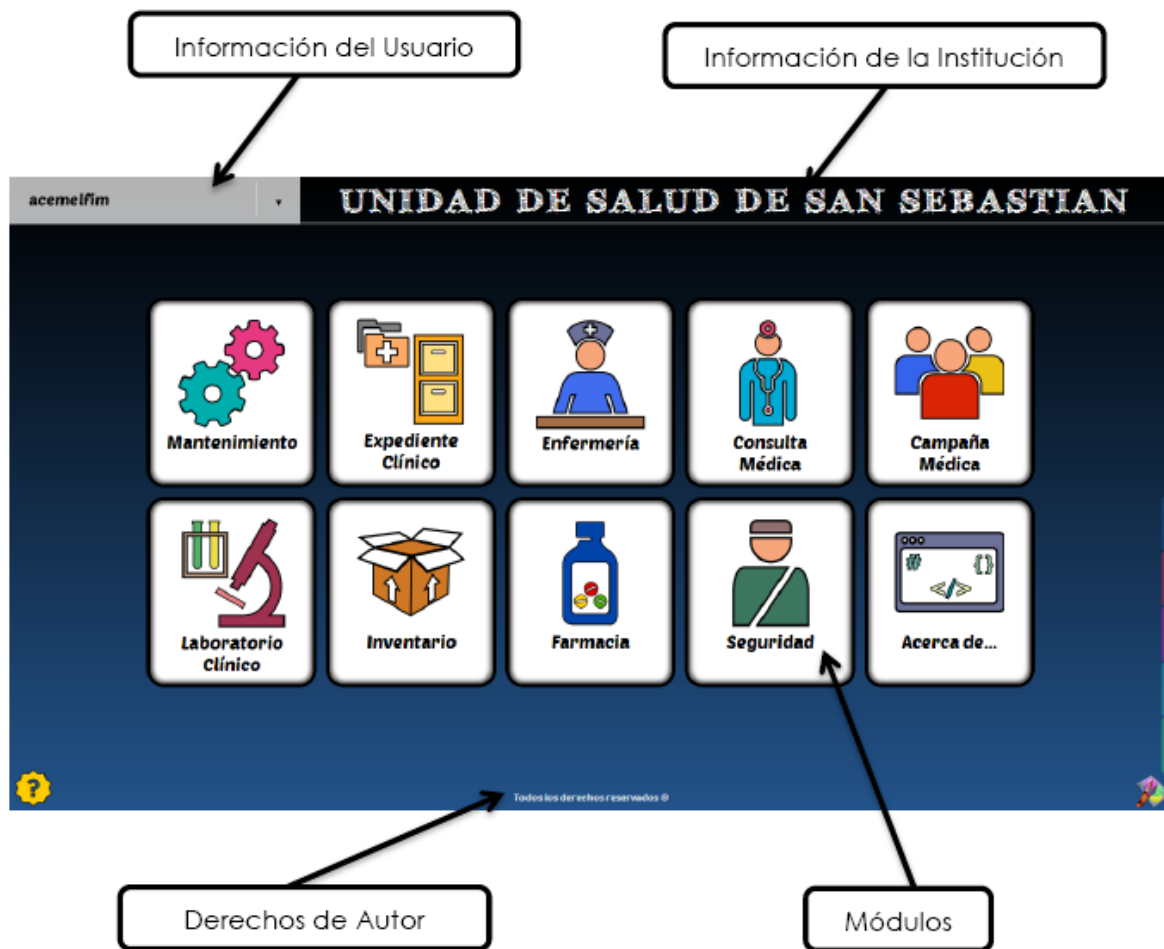 Información del Usuario
Información de la Institución
acemelfim
UNIDAD DE SALUD DE SAN SEBASTIAN
Mantenimiento
Expediente
Clínico
Enfermería
Consulta
Médica
Campaña
Médica
#
{}
</>
Laboratorio
Clínico
Inventario
Farmacia
Seguridad
Acerca de...
?
Todos los derechos reservados ®
Derechos de Autor
Módulos